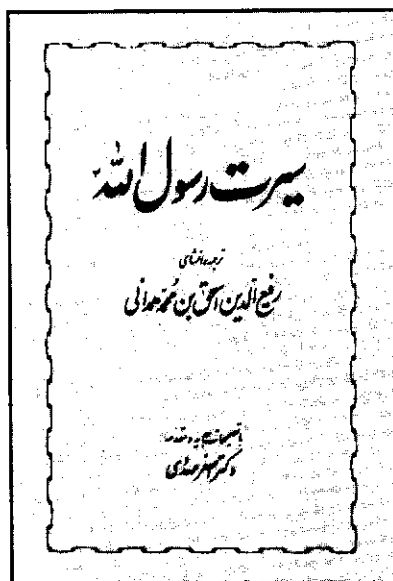 سیرت رسول الله
ترجمه و انشای
رفیع الدین اسحق بن محمد همدانی
با تصحیح و مقدمه
دکتر اصغر مهدوی